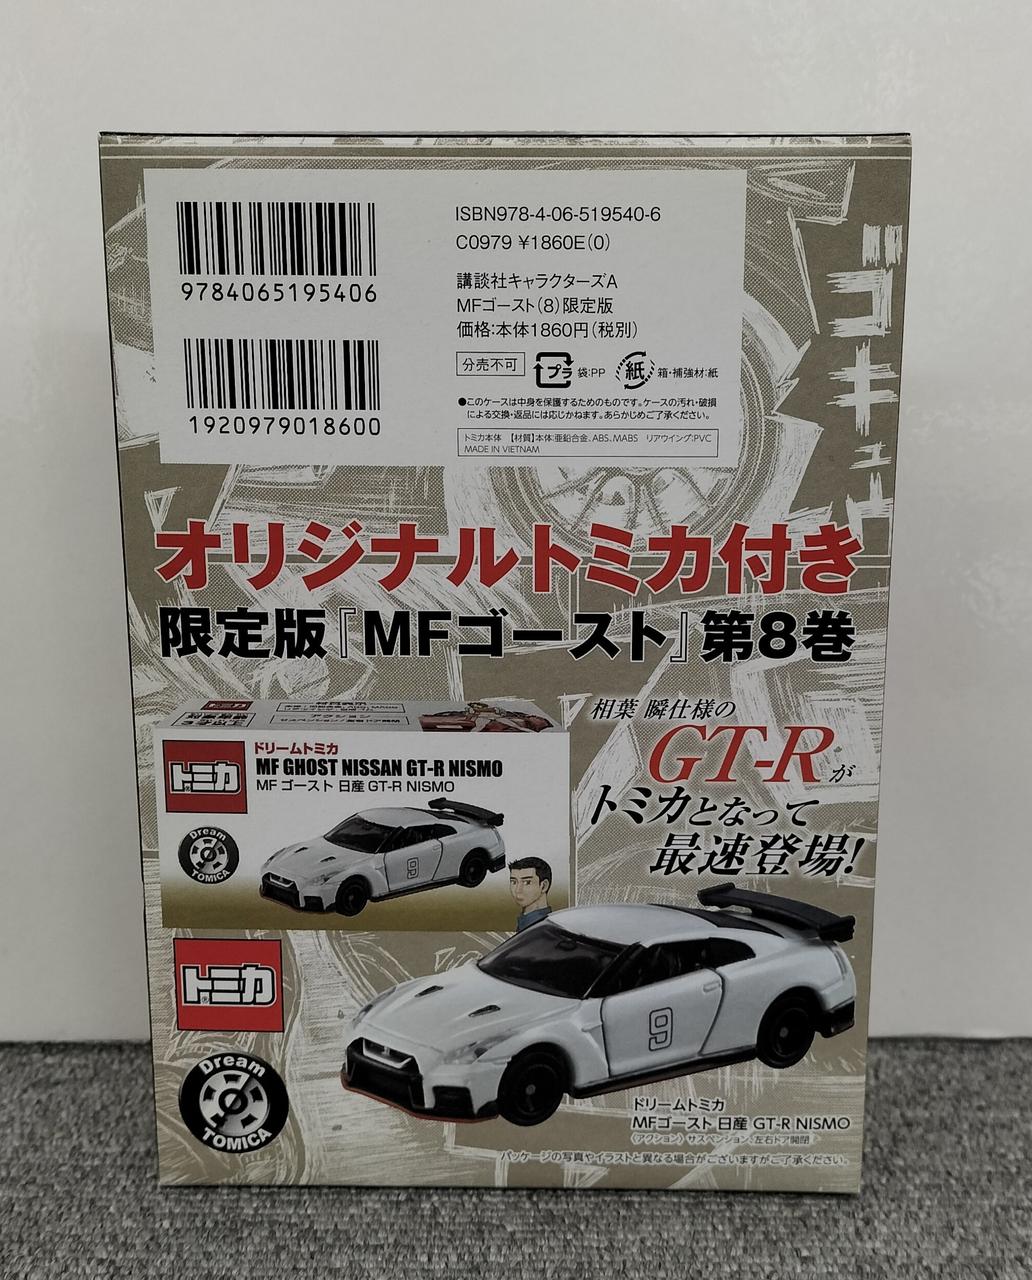 9784065195406
1920979018600
ISBN978-4-06-519540-6
C0979 ¥1860E(0)
講談社キャラクターズA
MFゴースト(8)限定版
価格:本体1860円(税別)
分売不可
プラ 袋:PP
紙 箱・補強材:紙
●このケースは中身を保護するためのものです。ケースの汚れ・破損
による交換・返品には応じかねます。あらかじめご了承ください。
トミカ本体 【材質】本体:亜鉛合金、ABS、MABS リアウイング:PVC
MADE IN VIETNAM
オリジナルトミカ付き
限定版『MFゴースト』第8巻
相葉 瞬仕様の
GT-Rが
トミカとなって
最速登場!
トミカ
アクション
トミカ
ドリームトミカ
MF GHOST NISSAN GT-R NISMO
MF ゴースト 日産 GT-R NISMO
Dream
TOMICA
9
トミカ
Dream
TOMICA
9
ドリームトミカ
MFゴースト 日産 GT-R NISMO
〈アクション〉 サスペンション、左右ドア開閉
パッケージの写真やイラストと異なる場合がございますがご了承ください。